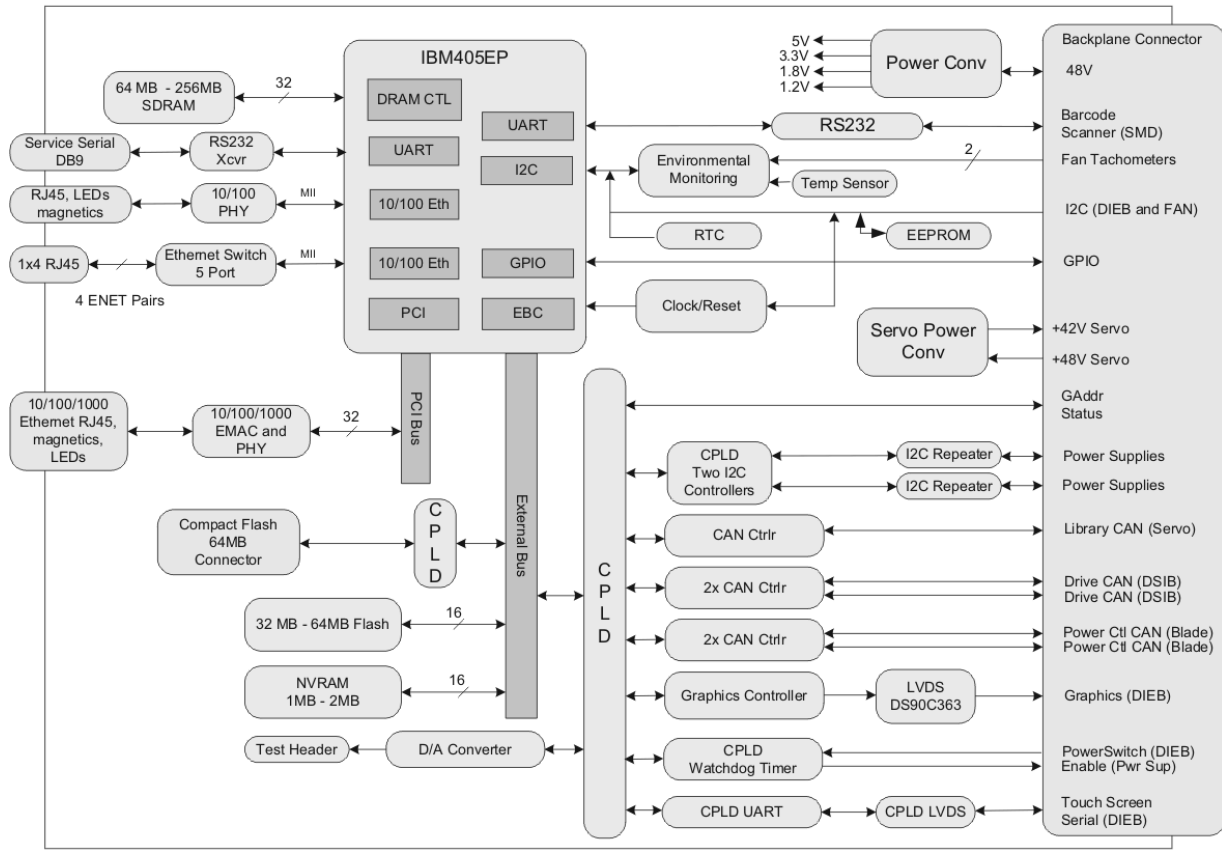 IBM405EP
DRAM CTL
UART
UART
I2C
10/100 Eth
10/100 Eth
GPIO
PCI
EBC
64 MB - 256MB
SDRAM
32
Service Serial
DB9
RS232
Xcvr
RJ45, LEDs
magnetics
10/100
PHY
MII
1x4 RJ45
Ethernet Switch
5 Port
MII
4 ENET Pairs
10/100/1000
Ethernet RJ45,
magnetics,
LEDs
10/100/1000
EMAC and
PHY
32
PCI Bus
External Bus
Compact Flash
64MB
Connector
C
P
L
D
32 MB - 64MB Flash
16
NVRAM
1MB - 2MB
16
Test Header
D/A Converter
C
P
L
D
5V
3.3V
1.8V
1.2V
Power Conv
RS232
Environmental
Monitoring
2
Temp Sensor
RTC
EEPROM
Clock/Reset
Servo Power
Conv
CPLD
Two I2C
Controllers
I2C Repeater
I2C Repeater
CAN Ctrlr
2x CAN Ctrlr
2x CAN Ctrlr
Graphics Controller
LVDS
DS90C363
CPLD
Watchdog Timer
CPLD UART
CPLD LVDS
Backplane Connector
48V
Barcode
Scanner (SMD)
Fan Tachometers
I2C (DIEB and FAN)
GPIO
+42V Servo
+48V Servo
GAddr
Status
Power Supplies
Power Supplies
Library CAN (Servo)
Drive CAN (DSIB)
Drive CAN (DSIB)
Power Ctl CAN (Blade)
Power Ctl CAN (Blade)
Graphics (DIEB)
PowerSwitch (DIEB)
Enable (Pwr Sup)
Touch Screen
Serial (DIEB)